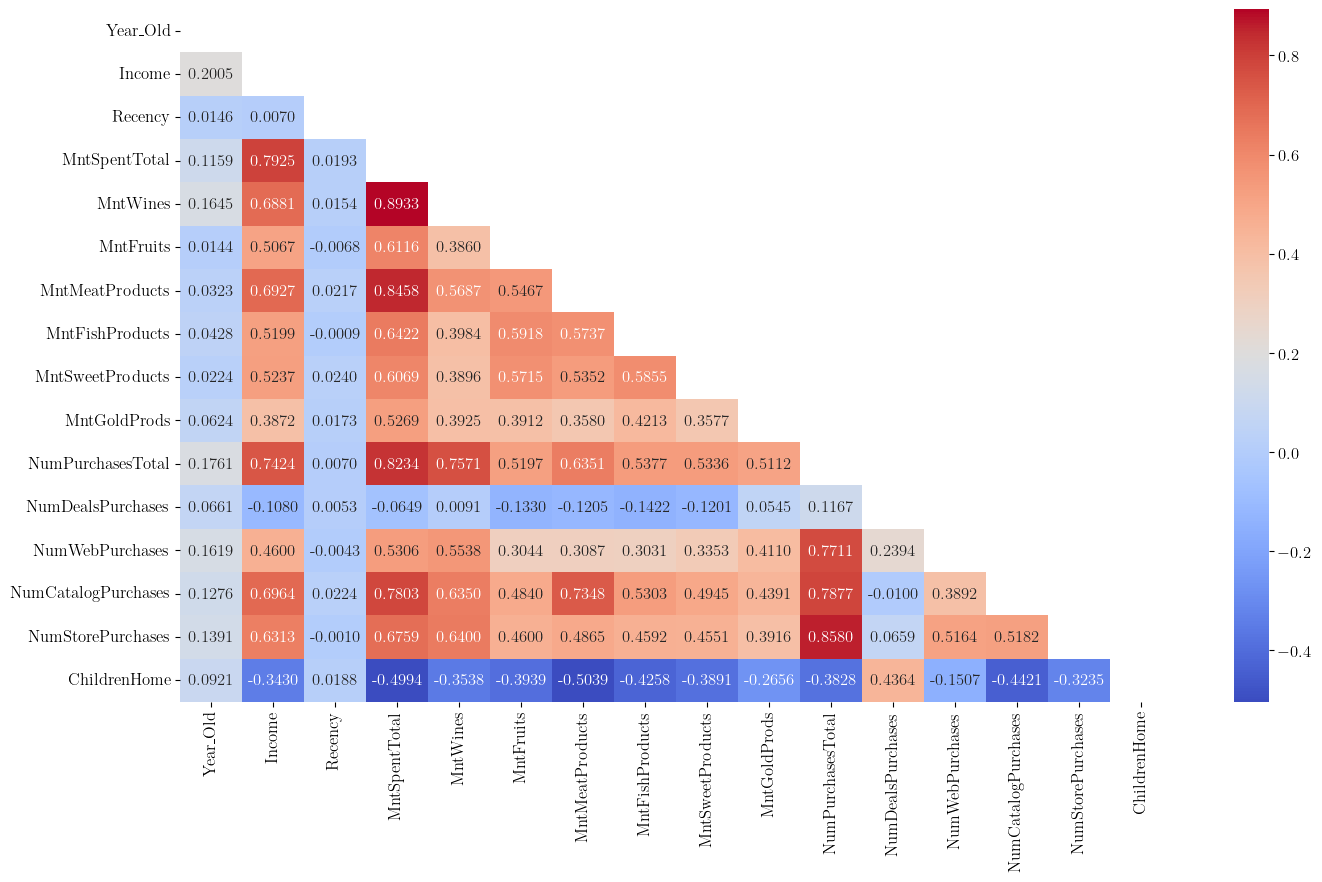 Year_Old
Income 0.2005
Recency 0.0146 0.0070
MntSpentTotal 0.1159 0.7925 0.0193
MntWines 0.1645 0.6881 0.0154 0.8933
MntFruits 0.0144 0.5067 -0.0068 0.6116 0.3860
MntMeatProducts 0.0323 0.6927 0.0217 0.8458 0.5687 0.5467
MntFishProducts 0.0428 0.5199 -0.0009 0.6422 0.3984 0.5918 0.5737
MntSweetProducts 0.0224 0.5237 0.0240 0.6069 0.3896 0.5715 0.5352 0.5855
MntGoldProds 0.0624 0.3872 0.0173 0.5269 0.3925 0.3912 0.3580 0.4213 0.3577
NumPurchasesTotal 0.1761 0.7424 0.0070 0.8234 0.7571 0.5197 0.6351 0.5377 0.5336 0.5112
NumDealsPurchases 0.0661 -0.1080 0.0053 -0.0649 0.0091 -0.1330 -0.1205 -0.1422 -0.1201 0.0545 0.1167
NumWebPurchases 0.1619 0.4600 -0.0043 0.5306 0.5538 0.3044 0.3087 0.3031 0.3353 0.4110 0.7711 0.2394
NumCatalogPurchases 0.1276 0.6964 0.0224 0.7803 0.6350 0.4840 0.7348 0.5303 0.4945 0.4391 0.7877 -0.0100 0.3892
NumStorePurchases 0.1391 0.6313 -0.0010 0.6759 0.6400 0.4600 0.4865 0.4592 0.4551 0.3916 0.8580 0.0659 0.5164 0.5182
ChildrenHome 0.0921 -0.3430 0.0188 -0.4994 -0.3538 -0.3939 -0.5039 -0.4258 -0.3891 -0.2656 -0.3828 0.4364 -0.1507 -0.4421 -0.3235
Year_Old
Income
Recency
MntSpentTotal
MntWines
MntFruits
MntMeatProducts
MntFishProducts
MntSweetProducts
MntGoldProds
NumPurchasesTotal
NumDealsPurchases
NumWebPurchases
NumCatalogPurchases
NumStorePurchases
ChildrenHome
0.8
0.6
0.4
0.2
0.0
−0.2
−0.4